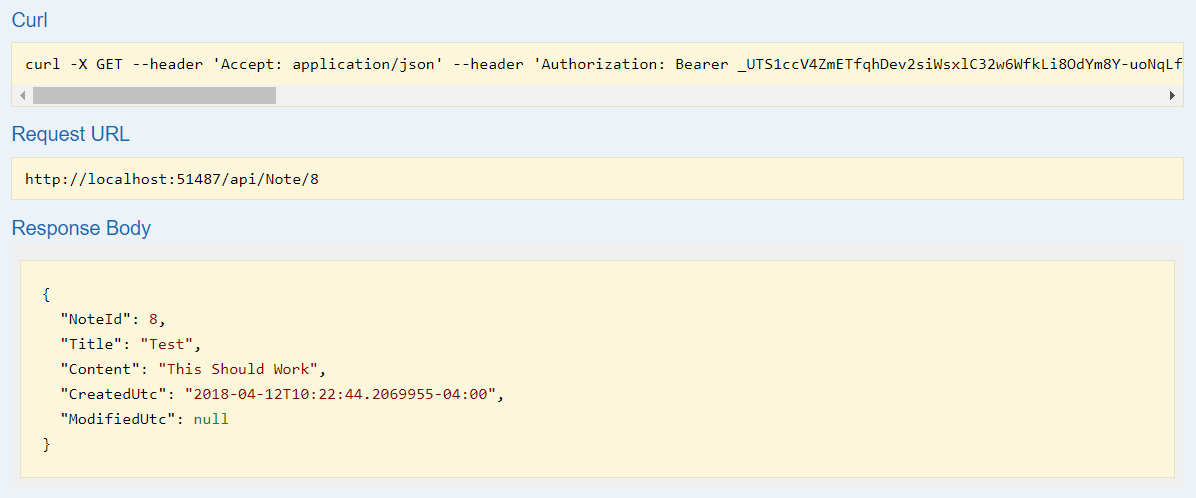 Curl
curl -X GET --header 'Accept: application/json' --header 'Authorization: Bearer _UTS1ccV4ZmETfqhDev2siWsxlC32w6WfkLi8OdYm8Y-uoNqLf
Request URL
http://localhost:51487/api/Note/8
Response Body
{
"NoteId": 8,
"Title": "Test",
"Content": "This Should Work",
"CreatedUtc": "2018-04-12T10:22:44.2069955-04:00",
"ModifiedUtc": null
}